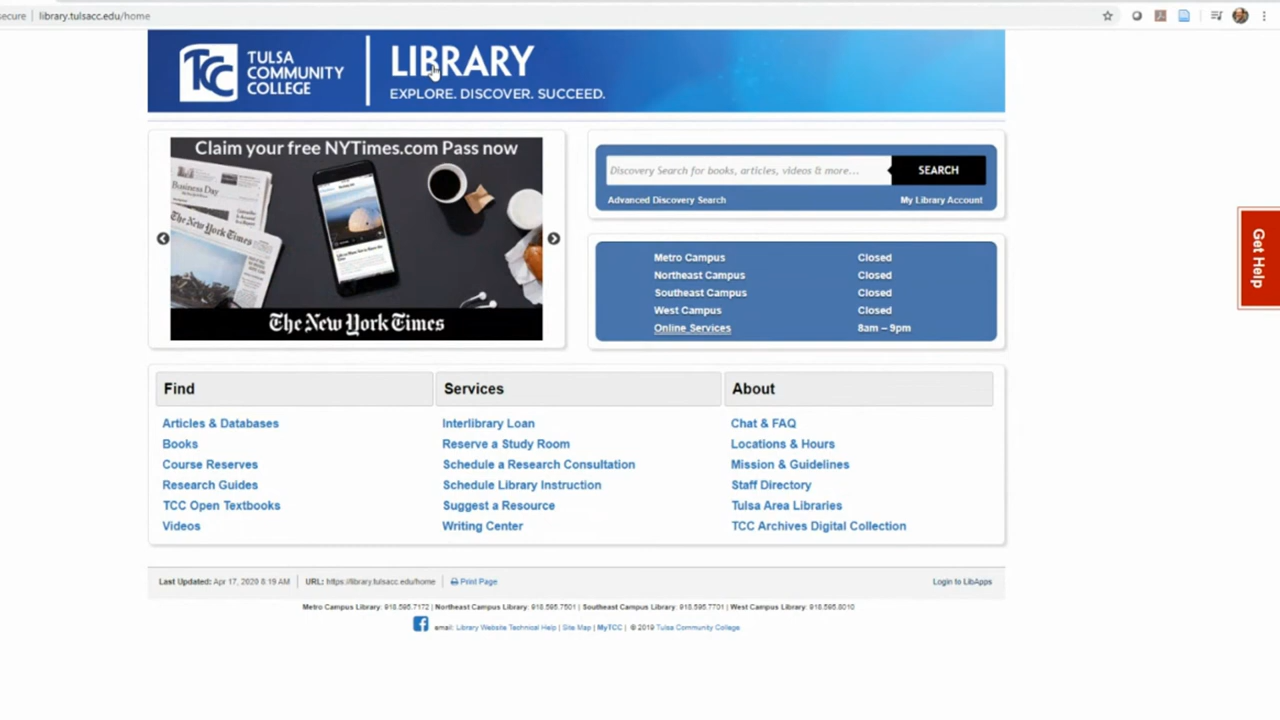 ecure | library.tulsacc.edu/home
TULSA
COMMUNITY
COLLEGE
LIBRARY
EXPLORE. DISCOVER. SUCCEED.
Claim your free NYTimes.com Pass now
Business Day
The New York Times
The New York Times
Discovery Search for books, articles, videos & more...
SEARCH
Advanced Discovery Search
My Library Account
Metro Campus Closed
Northeast Campus Closed
Southeast Campus Closed
West Campus Closed
Online Services 8am – 9pm
Get Help
Find
Articles & Databases
Books
Course Reserves
Research Guides
TCC Open Textbooks
Videos
Services
Interlibrary Loan
Reserve a Study Room
Schedule a Research Consultation
Schedule Library Instruction
Suggest a Resource
Writing Center
About
Chat & FAQ
Locations & Hours
Mission & Guidelines
Staff Directory
Tulsa Area Libraries
TCC Archives Digital Collection
Last Updated: Apr 17, 2020 8:19 AM | URL: https://library.tulsacc.edu/home | Print Page
Login to LibApps
Metro Campus Library: 918.595.7172 | Northeast Campus Library: 918.595.7501 | Southeast Campus Library: 918.595.7701 | West Campus Library: 918.595.8010
email: Library Website Technical Help | Site Map | MyTCC | © 2019 Tulsa Community College